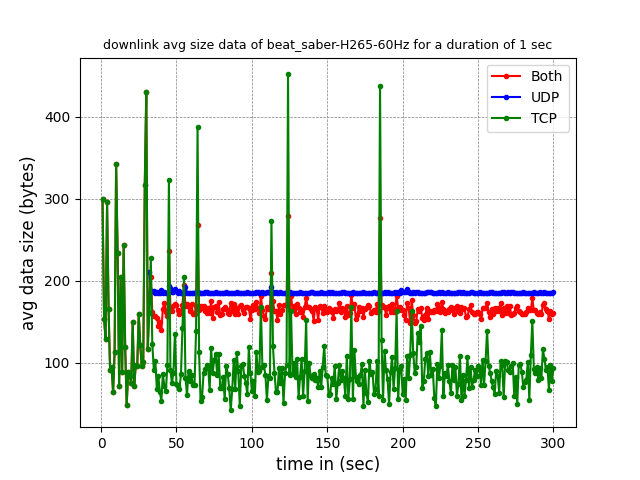 downlink avg size data of beat_saber-H265-60Hz for a duration of 1 sec
Both
UDP
TCP
avg data size (bytes)
400
300
200
100
0
50
100
150
200
250
300
time in (sec)